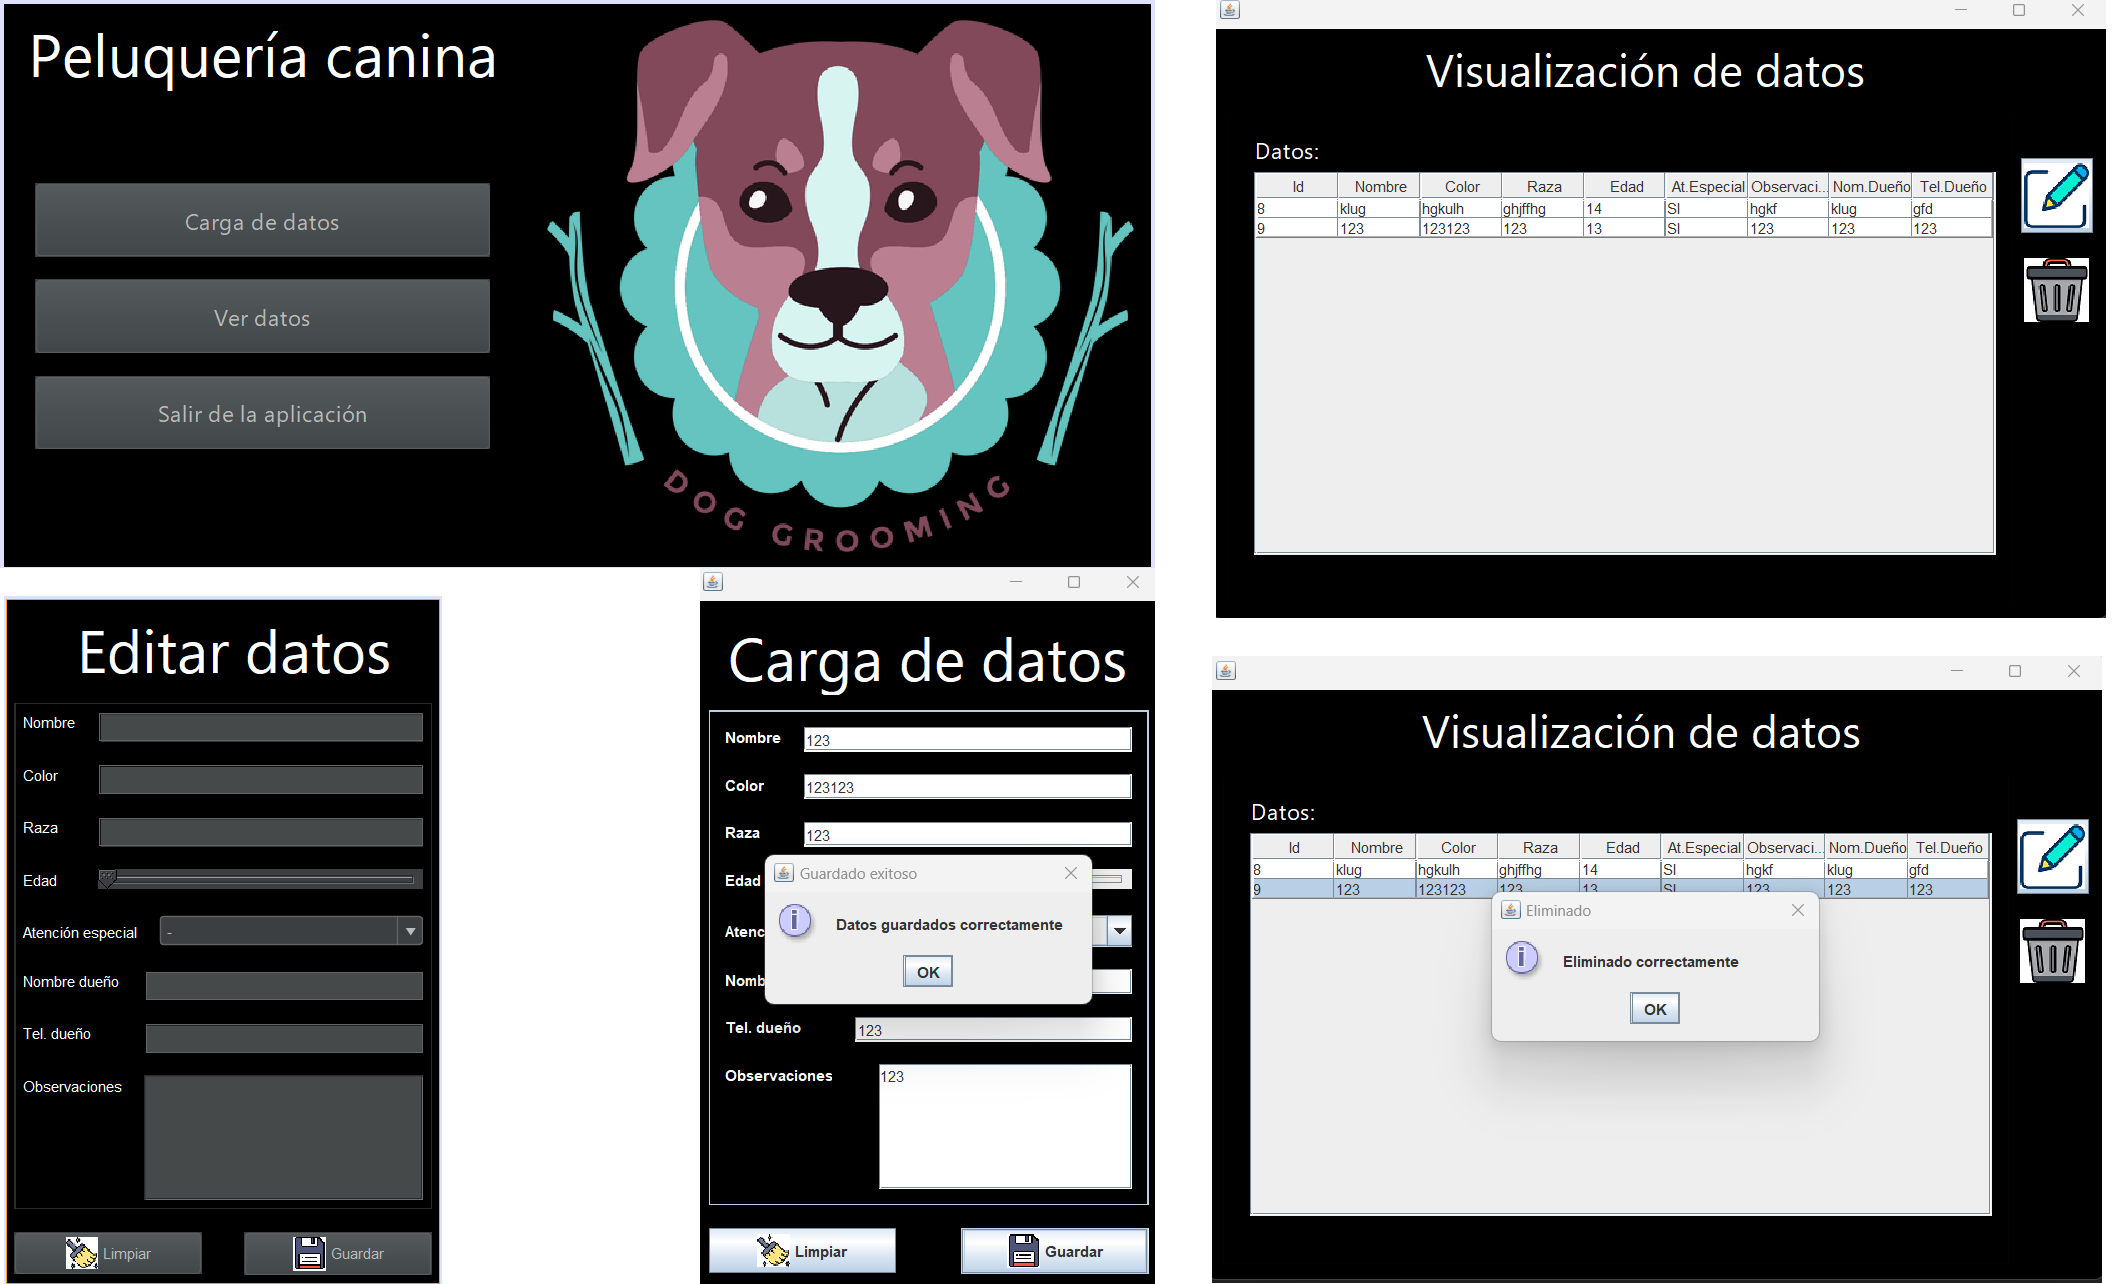 Peluquería canina
Carga de datos
Ver datos
Salir de la aplicación
DOG GROOMING
Visualización de datos
Datos:
Id Nombre Color Raza Edad At.Especial Observaci... Nom.Dueño Tel.Dueño
8 klug hgkulh ghjffhg 14 SI hgkf klug gfd
9 123 123123 123 13 SI 123 123 123
Editar datos
Nombre
Color
Raza
Edad
Atención especial -
Nombre dueño
Tel. dueño
Observaciones
Limpiar Guardar
Carga de datos
Nombre 123
Color 123123
Raza 123
Edad
Guardado exitoso
Datos guardados correctamente
OK
Atenc
Nomb
Tel. dueño 123
Observaciones 123
Limpiar Guardar
Visualización de datos
Datos:
Id Nombre Color Raza Edad At.Especial Observaci... Nom.Dueño Tel.Dueño
8 klug hgkulh ghjffhg 14 SI hgkf klug gfd
9 123 123123 123 13 SI 123 123 123
Eliminado
Eliminado correctamente
OK